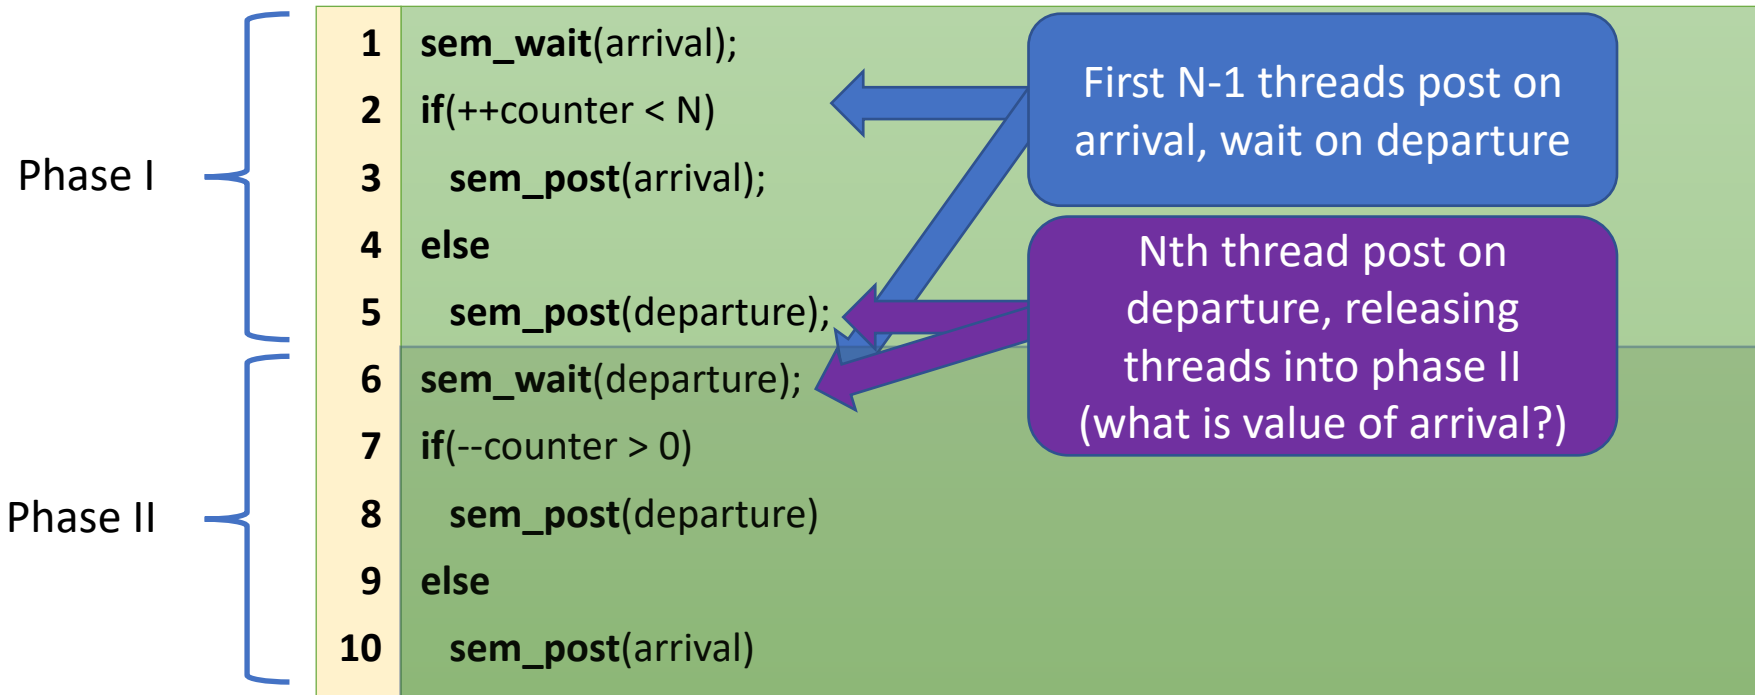 Phase I
Phase II
1 sem_wait(arrival);
2 if(++counter < N)
3 sem_post(arrival);
4 else
5 sem_post(departure);
6 sem_wait(departure);
7 if(--counter > 0)
8 sem_post(departure)
9 else
10 sem_post(arrival)
First N-1 threads post on
arrival, wait on departure
Nth thread post on
departure, releasing
threads into phase II
(what is value of arrival?)